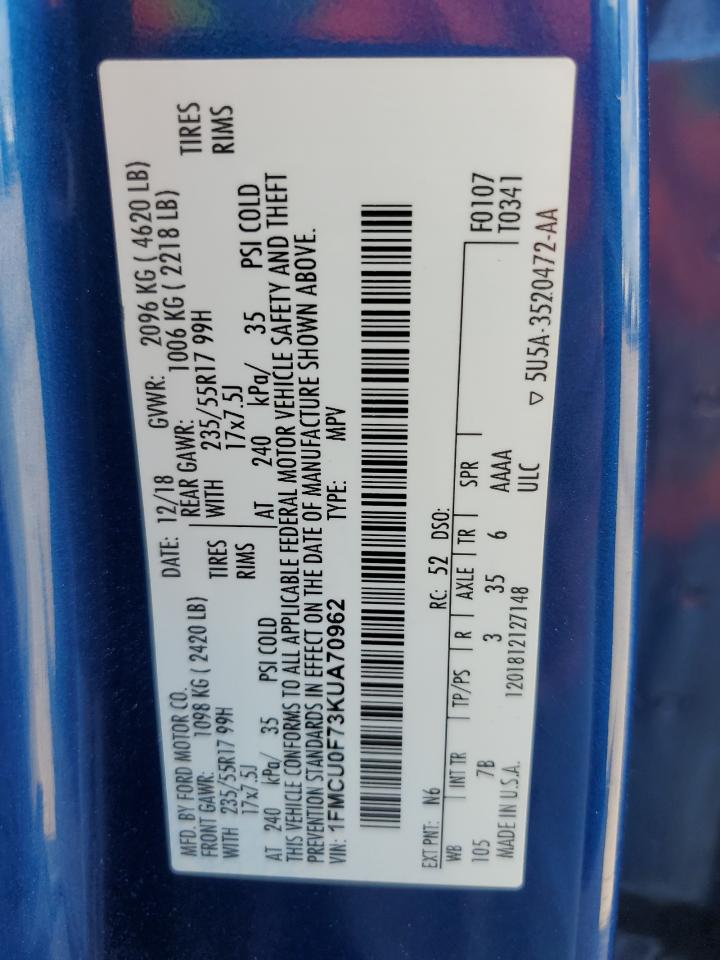 MFD. BY FORD MOTOR CO.
DATE: 12/18 GVWR: 2096 KG ( 4620 LB)
FRONT GAWR: 1098 KG ( 2420 LB) REAR GAWR: 1006 KG ( 2218 LB)
WITH 235/55R17 99H TIRES WITH 235/55R17 99H TIRES
17x7.5J RIMS 17x7.5J RIMS
AT 240 kPa/ 35 PSI COLD AT 240 kPa/ 35 PSI COLD
THIS VEHICLE CONFORMS TO ALL APPLICABLE FEDERAL MOTOR VEHICLE SAFETY AND THEFT
PREVENTION STANDARDS IN EFFECT ON THE DATE OF MANUFACTURE SHOWN ABOVE.
VIN: 1FMCU0F73KUA70962 TYPE: MPV
EXT PNT: N6 RC: 52 DSO:
WB INT TR TP/PS R AXLE TR SPR F0107
105 7B 3 35 6 AAAA T0341
MADE IN U.S.A. 1201812127148 ULC
▽ 5U5A-3520472-AA